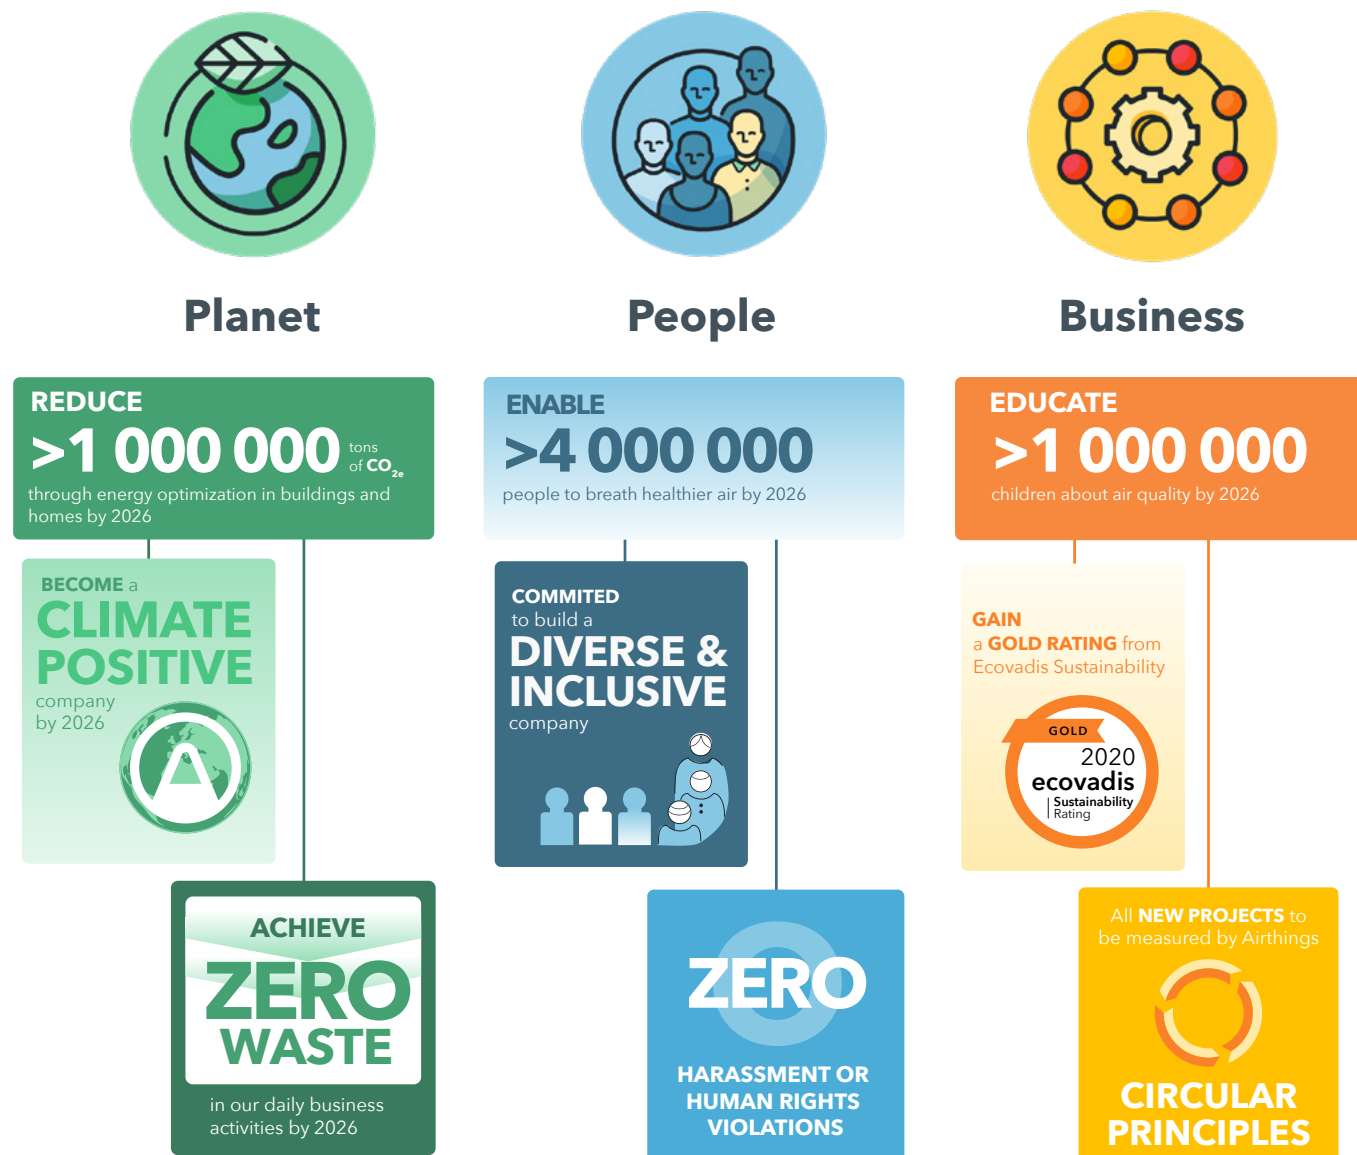 Planet
REDUCE
>1 000 000 tons of CO2e
through energy optimization in buildings and
homes by 2026
BECOME a
CLIMATE
POSITIVE
company
by 2026
ACHIEVE
ZERO
WASTE
in our daily business
activities by 2026
People
ENABLE
>4 000 000
people to breath healthier air by 2026
COMMITED
to build a
DIVERSE &
INCLUSIVE
company
ZERO
HARASSMENT OR
HUMAN RIGHTS
VIOLATIONS
Business
EDUCATE
>1 000 000
children about air quality by 2026
GAIN
a GOLD RATING from
Ecovadis Sustainability
GOLD
2020
ecovadis
Sustainability
Rating
All NEW PROJECTS to
be measured by Airthings
CIRCULAR
PRINCIPLES